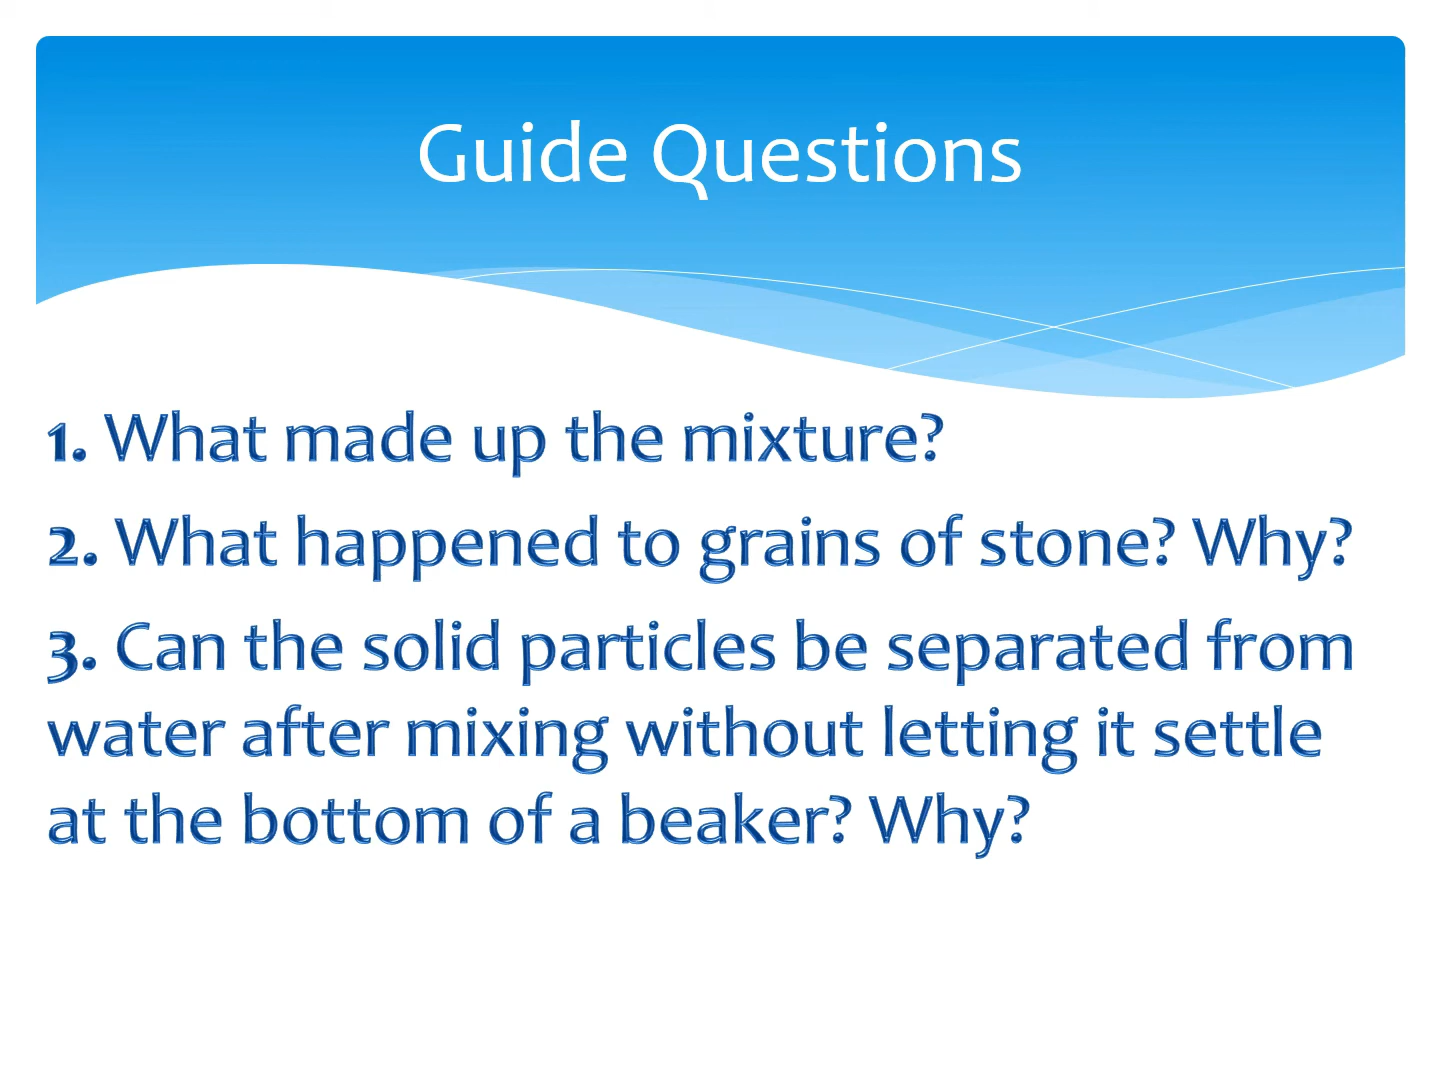 Guide Questions
1. What made up the mixture?
2. What happened to grains of stone? Why?
3. Can the solid particles be separated from
water after mixing without letting it settle
at the bottom of a beaker? Why?